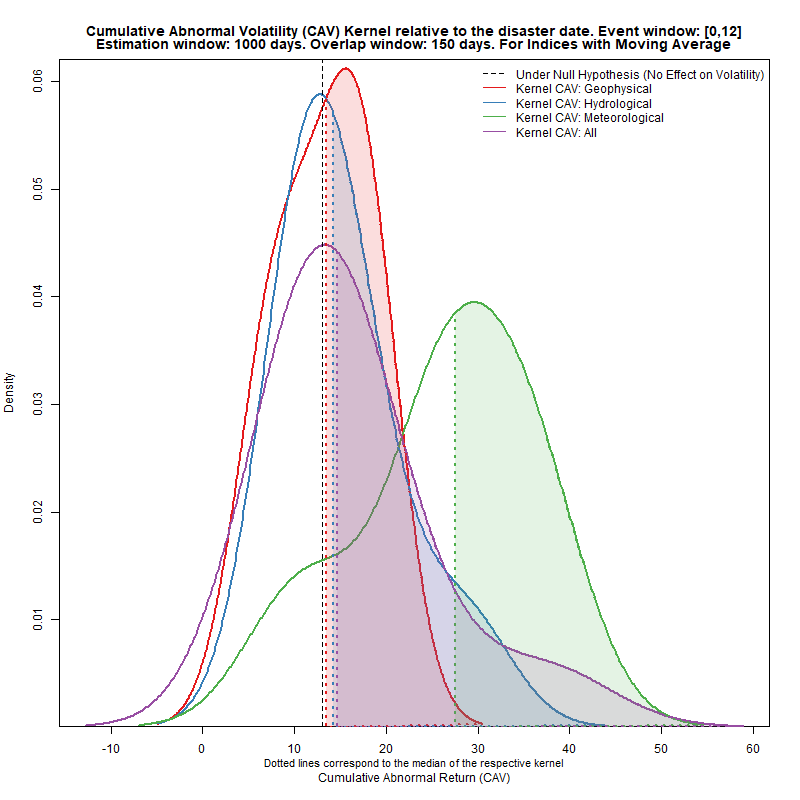 Cumulative Abnormal Volatility (CAV) Kernel relative to the disaster date. Event window: [0,12]
Estimation window: 1000 days. Overlap window: 150 days. For Indices with Moving Average
Under Null Hypothesis (No Effect on Volatility)
Kernel CAV: Geophysical
Kernel CAV: Hydrological
Kernel CAV: Meteorological
Kernel CAV: All
0.06
0.05
0.04
0.03
0.02
0.01
Density
-10 0 10 20 30 40 50 60
Dotted lines correspond to the median of the respective kernel
Cumulative Abnormal Return (CAV)